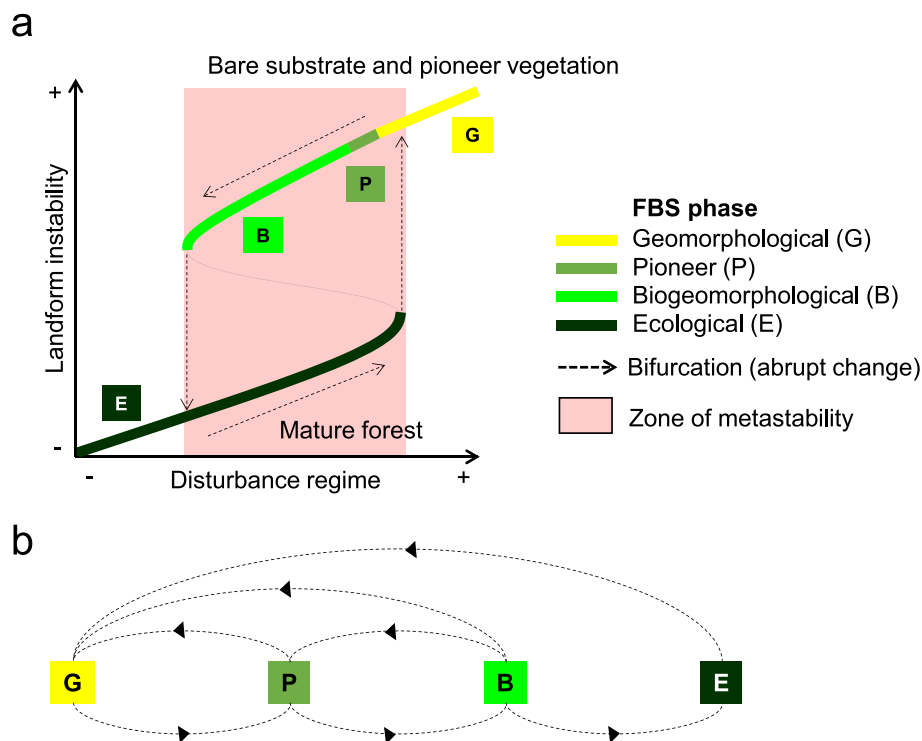 a
Bare substrate and pioneer vegetation
+
G
Landform instability
P
B
FBS phase
Geomorphological (G)
Pioneer (P)
Biogeomorphological (B)
Ecological (E)
Bifurcation (abrupt change)
Zone of metastability
E
Mature forest
-
-
Disturbance regime
+
b
G
P
B
E